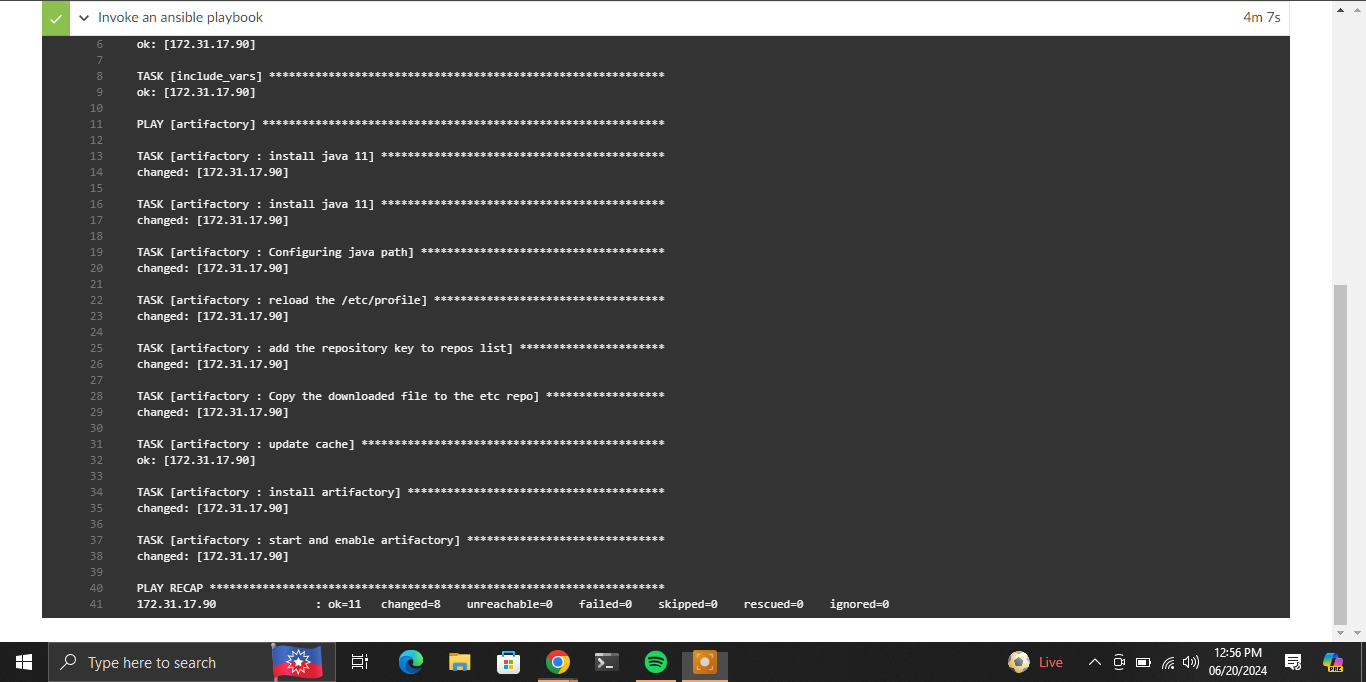 Invoke an ansible playbook 4m 7s
6 ok: [172.31.17.90]
7
8 TASK [include_vars] ************************************************************
9 ok: [172.31.17.90]
10
11 PLAY [artifactory] *************************************************************
12
13 TASK [artifactory : install java 11] *******************************************
14 changed: [172.31.17.90]
15
16 TASK [artifactory : install java 11] *******************************************
17 changed: [172.31.17.90]
18
19 TASK [artifactory : Configuring java path] *************************************
20 changed: [172.31.17.90]
21
22 TASK [artifactory : reload the /etc/profile] ***********************************
23 changed: [172.31.17.90]
24
25 TASK [artifactory : add the repository key to repos list] **********************
26 changed: [172.31.17.90]
27
28 TASK [artifactory : Copy the downloaded file to the etc repo] ******************
29 changed: [172.31.17.90]
30
31 TASK [artifactory : update cache] **********************************************
32 ok: [172.31.17.90]
33
34 TASK [artifactory : install artifactory] ***************************************
35 changed: [172.31.17.90]
36
37 TASK [artifactory : start and enable artifactory] ******************************
38 changed: [172.31.17.90]
39
40 PLAY RECAP *********************************************************************
41 172.31.17.90 : ok=11 changed=8 unreachable=0 failed=0 skipped=0 rescued=0 ignored=0
Type here to search
Live
12:56 PM
06/20/2024
PRE